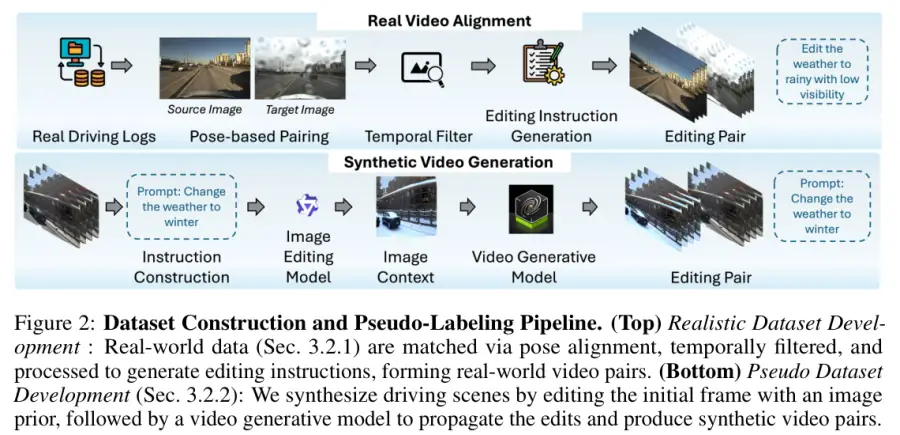 Real Video Alignment
Source Image
Target Image
Edit the
weather to
rainy with low
visibility
Real Driving Logs
Pose-based Pairing
Temporal Filter
Editing Instruction
Generation
Editing Pair
Synthetic Video Generation
Prompt: Change
the weather to
winter
Instruction
Construction
Image
Editing
Model
Image
Context
Video Generative
Model
Prompt:
Change the
weather to
winter
Editing Pair
Figure 2: Dataset Construction and Pseudo-Labeling Pipeline. (Top) Realistic Dataset Devel-
opment : Real-world data (Sec. 3.2.1) are matched via pose alignment, temporally filtered, and
processed to generate editing instructions, forming real-world video pairs. (Bottom) Pseudo Dataset
Development (Sec. 3.2.2): We synthesize driving scenes by editing the initial frame with an image
prior, followed by a video generative model to propagate the edits and produce synthetic video pairs.